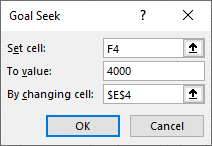 Goal Seek ? ×
Set cell: F4
To value: 4000
By changing cell: $E$4
OK Cancel